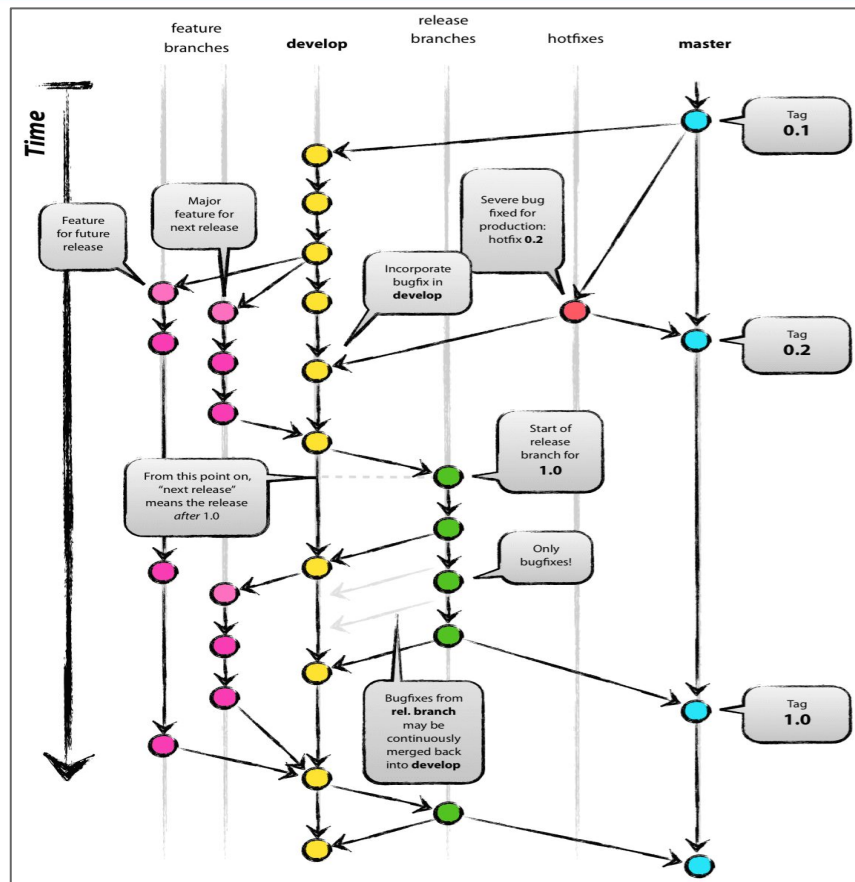 feature
branches
develop
release
branches
hotfixes
master
Time
Tag
0.1
Major
feature for
next release
Feature
for future
release
Severe bug
fixed for
production:
hotfix 0.2
Incorporate
bugfix in
develop
Tag
0.2
Start of
release
branch for
1.0
From this point on,
“next release”
means the release
after 1.0
Only
bugfixes!
Bugfixes from
rel. branch
may be
continuously
merged back
into develop
Tag
1.0